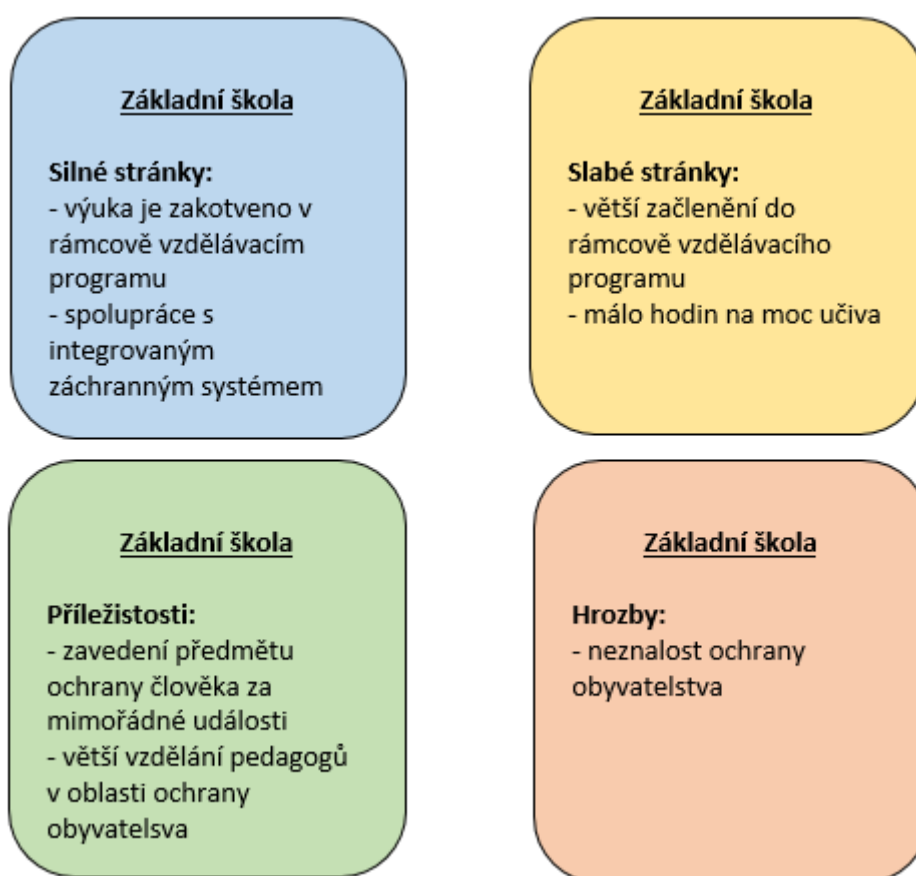 Základní škola
Silné stránky:
- výuka je zakotveno v
rámcově vzdělávacím
programu
- spolupráce s
integrovaným
záchranným systémem
Základní škola
Slabé stránky:
- větší začlenění do
rámcově vzdělávacího
programu
- málo hodin na moc učiva
Základní škola
Příležistosti:
- zavedení předmětu
ochrany člověka za
mimořádné události
- větší vzdělání pedagogů
v oblasti ochrany
obyvatelsva
Základní škola
Hrozby:
- neznalost ochrany
obyvatelstva